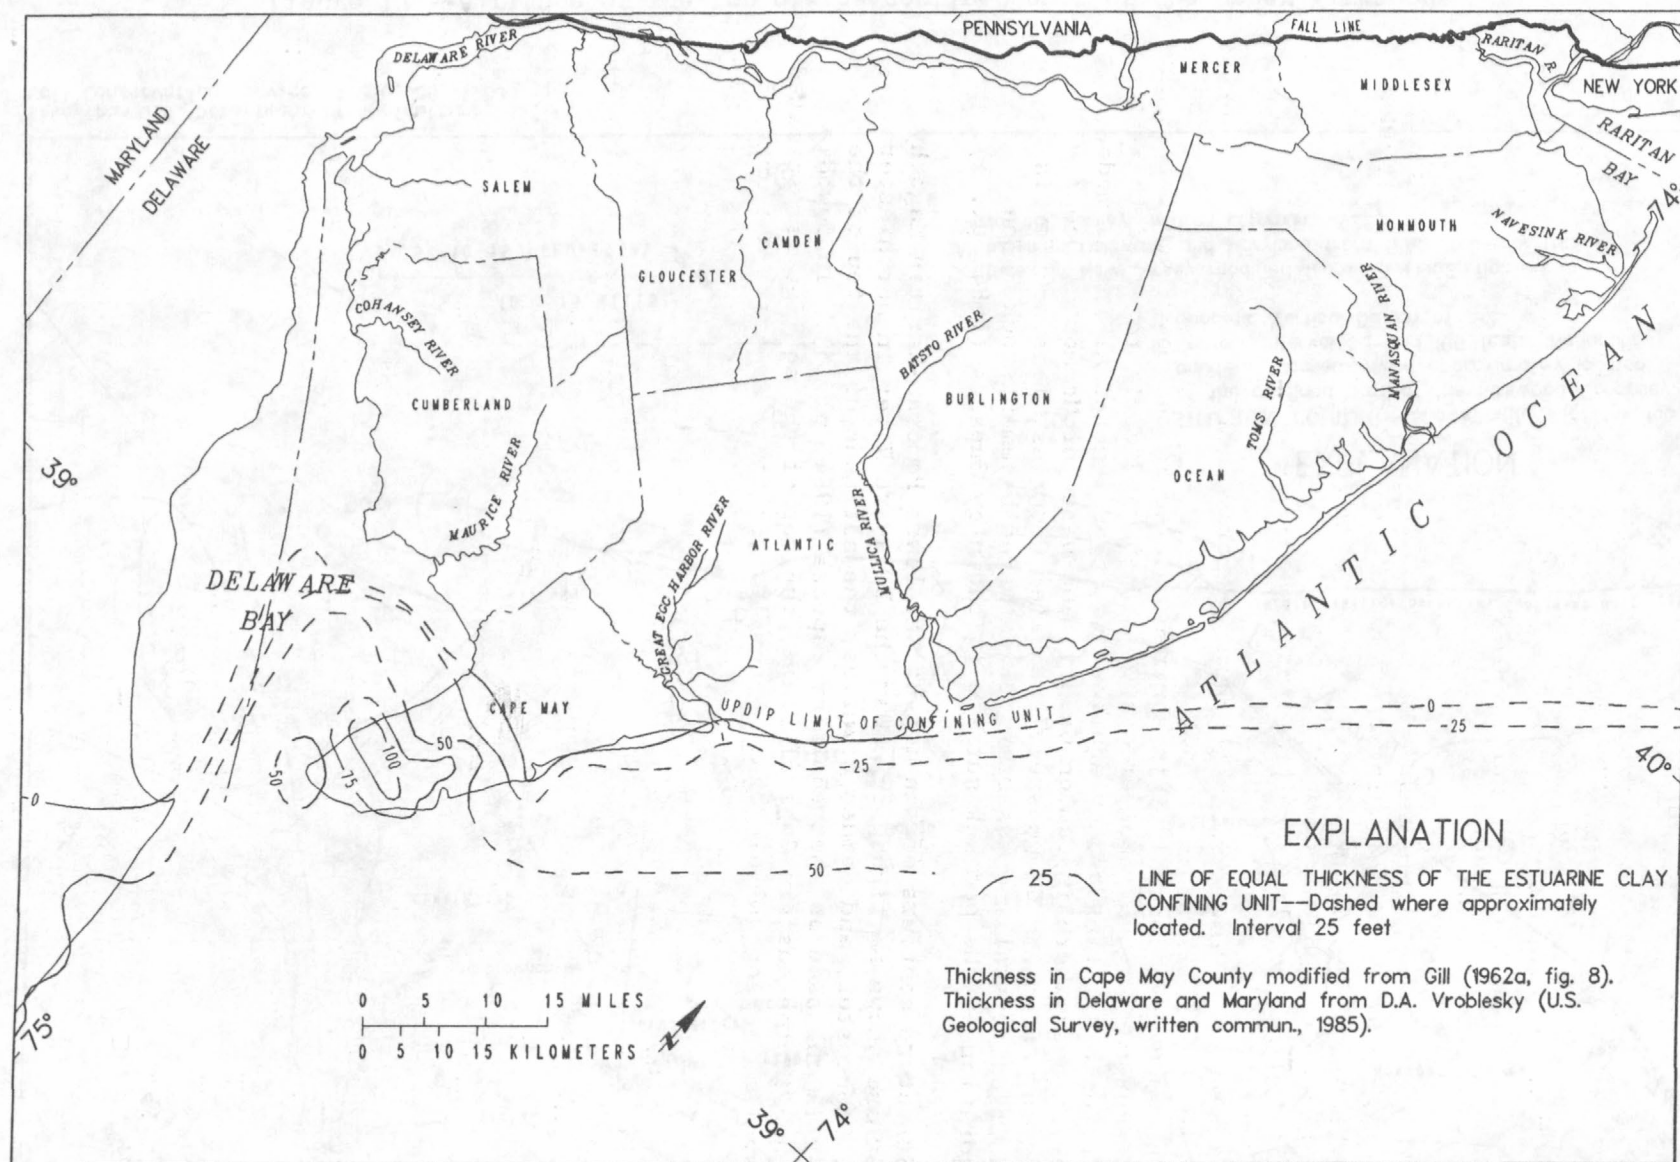 PENNSYLVANIA
FALL LINE
DELAWARE RIVER
RARITAN R
MERCER
MIDDLESEX
NEW YORK
RARITAN
BAY
74°
MARYLAND
DELAWARE
SALEM
CAMDEN
GLOUCESTER
MONMOUTH
NAVESINK RIVER
COHANSEY RIVER
BATSTO RIVER
MANASQUAN RIVER
TOMS RIVER
CUMBERLAND
BURLINGTON
39°
MAURICE RIVER
OCEAN
ATLANTIC OCEAN
GREAT EGG HARBOR RIVER
MULLICA RIVER
ATLANTIC
DELAWARE
BAY
CAPE MAY
UPDIP LIMIT OF CONFINING UNIT
0
25
40°
50
75
100
50
25
0
50
EXPLANATION
25
LINE OF EQUAL THICKNESS OF THE ESTUARINE CLAY
CONFINING UNIT--Dashed where approximately
located. Interval 25 feet
Thickness in Cape May County modified from Gill (1962a, fig. 8).
Thickness in Delaware and Maryland from D.A. Vroblesky (U.S.
Geological Survey, written commun., 1985).
0 5 10 15 MILES
0 5 10 15 KILOMETERS
N
75°
39° 74°